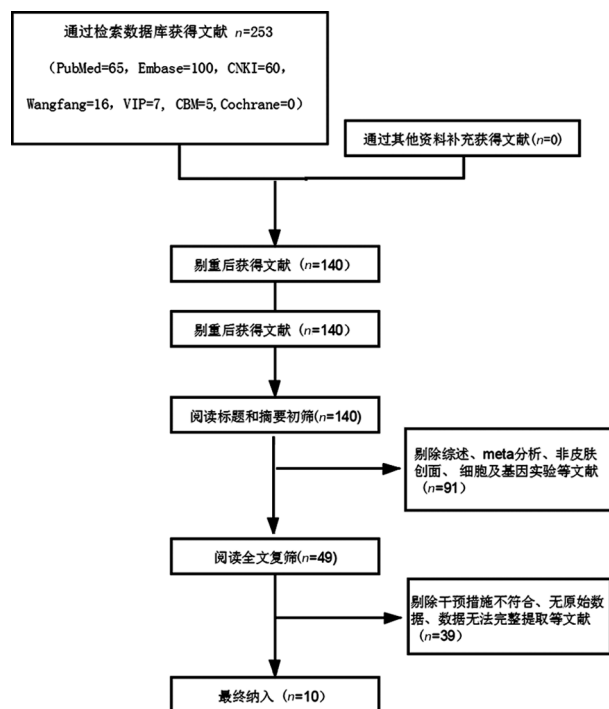 通过检索数据库获得文献 n=253
（PubMed=65，Embase=100，CNKI=60，
Wangfang=16，VIP=7，CBM=5,Cochrane=0）
通过其他资料补充获得文献(n=0)
剔重后获得文献（n=140）
剔重后获得文献（n=140）
阅读标题和摘要初筛(n=140)
剔除综述、meta分析、非皮肤
创面、 细胞及基因实验等文献
（n=91）
阅读全文复筛(n=49)
剔除干预措施不符合、无原始数
据、数据无法完整提取等文献
（n=39）
最终纳入（n=10）